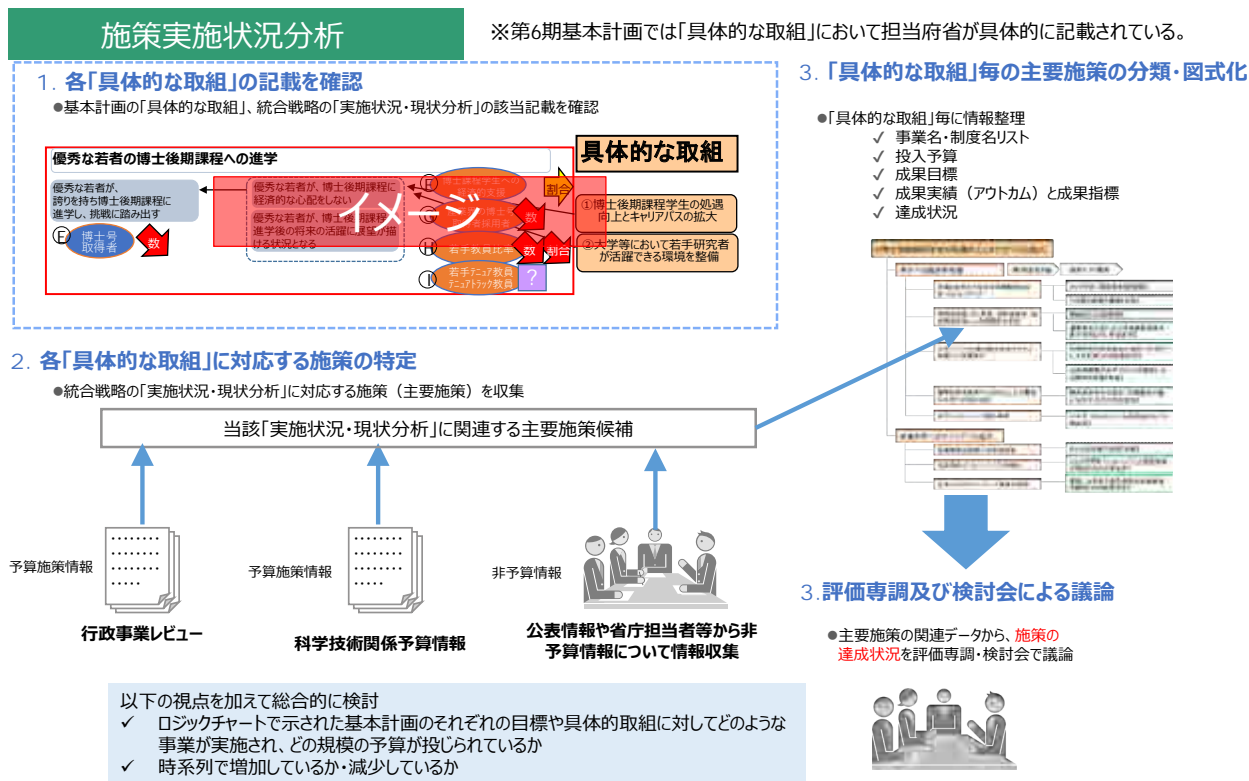 施策実施状況分析
※第6期基本計画では「具体的な取組」において担当府省が具体的に記載されている。
1. 各「具体的な取組」の記載を確認
●基本計画の「具体的な取組」、統合戦略の「実施状況・現状分析」の該当記載を確認
優秀な若者の博士後期課程への進学
具体的な取組
優秀な若者が、
誇りを持ち博士後期課程に
進学し、挑戦に踏み出す
Ⓔ
博士号
取得者
数
優秀な若者が、博士後期課程に
経済的な心配をしない
優秀な若者が、博士後期課程
進学後の将来の活躍に展望が描
ける状況となる
イメージ
Ⓕ
博士課程学生への
経済的支援
割合
数
Ⓗ
若手教員比率
数
割合
Ⓘ
若手テニュア教員
テニュアトラック教員
?
①博士後期課程学生の処遇
向上とキャリアパスの拡大
②大学等において若手研究者
が活躍できる環境を整備
2. 各「具体的な取組」に対応する施策の特定
●統合戦略の「実施状況・現状分析」に対応する施策（主要施策）を収集
当該「実施状況・現状分析」に関連する主要施策候補
予算施策情報
行政事業レビュー
予算施策情報
科学技術関係予算情報
非予算情報
公表情報や省庁担当者等から非
予算情報について情報収集
以下の視点を加えて総合的に検討
✓ ロジックチャートで示された基本計画のそれぞれの目標や具体的取組に対してどのような
事業が実施され、どの規模の予算が投じられているか
✓ 時系列で増加しているか・減少しているか
3. 「具体的な取組」毎の主要施策の分類・図式化
●「具体的な取組」毎に情報整理
✓ 事業名・制度名リスト
✓ 投入予算
✓ 成果目標
✓ 成果実績（アウトカム）と成果指標
✓ 達成状況
3.評価専調及び検討会による議論
●主要施策の関連データから、施策の
達成状況を評価専調・検討会で議論